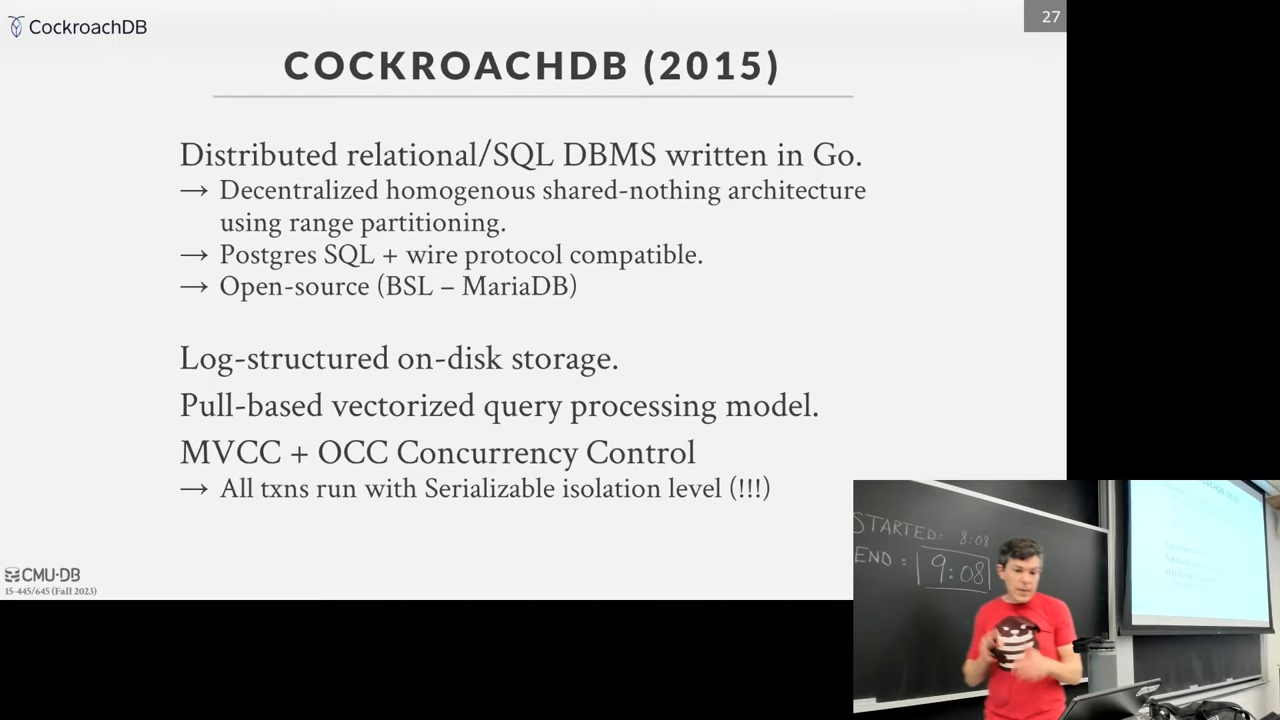 CockroachDB
27
COCKROACHDB (2015)
Distributed relational/SQL DBMS written in Go.
→ Decentralized homogenous shared-nothing architecture
using range partitioning.
→ Postgres SQL + wire protocol compatible.
→ Open-source (BSL – MariaDB)
Log-structured on-disk storage.
Pull-based vectorized query processing model.
MVCC + OCC Concurrency Control
→ All txns run with Serializable isolation level (!!!)
CMU·DB
15-445/645 (Fall 2023)
STARTED: 8:08
END: 9:08